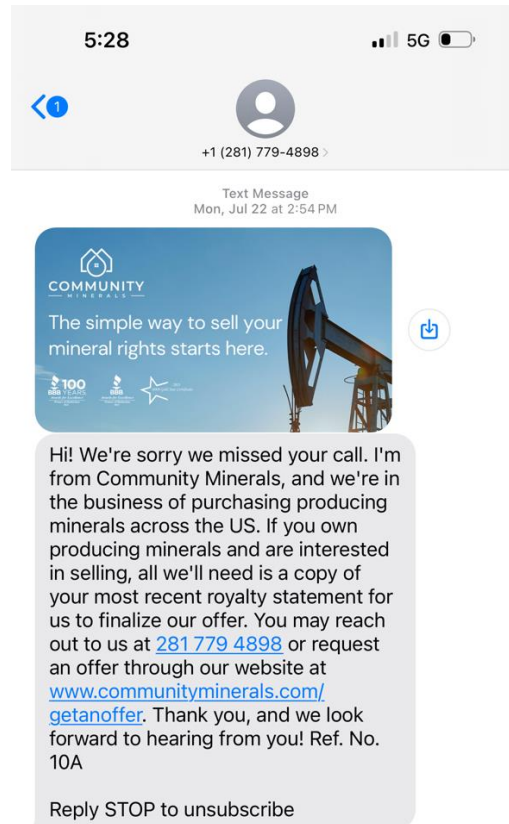 5:28
5G
1
+1 (281) 779-4898 >
Text Message
Mon, Jul 22 at 2:54 PM
COMMUNITY
MINERALS
The simple way to sell your
mineral rights starts here.
100
BBB YEARS
BBB
Hi! We're sorry we missed your call. I'm
from Community Minerals, and we're in
the business of purchasing producing
minerals across the US. If you own
producing minerals and are interested
in selling, all we'll need is a copy of
your most recent royalty statement for
us to finalize our offer. You may reach
out to us at 281 779 4898 or request
an offer through our website at
www.communityminerals.com/
getanoffer. Thank you, and we look
forward to hearing from you! Ref. No.
10A
Reply STOP to unsubscribe